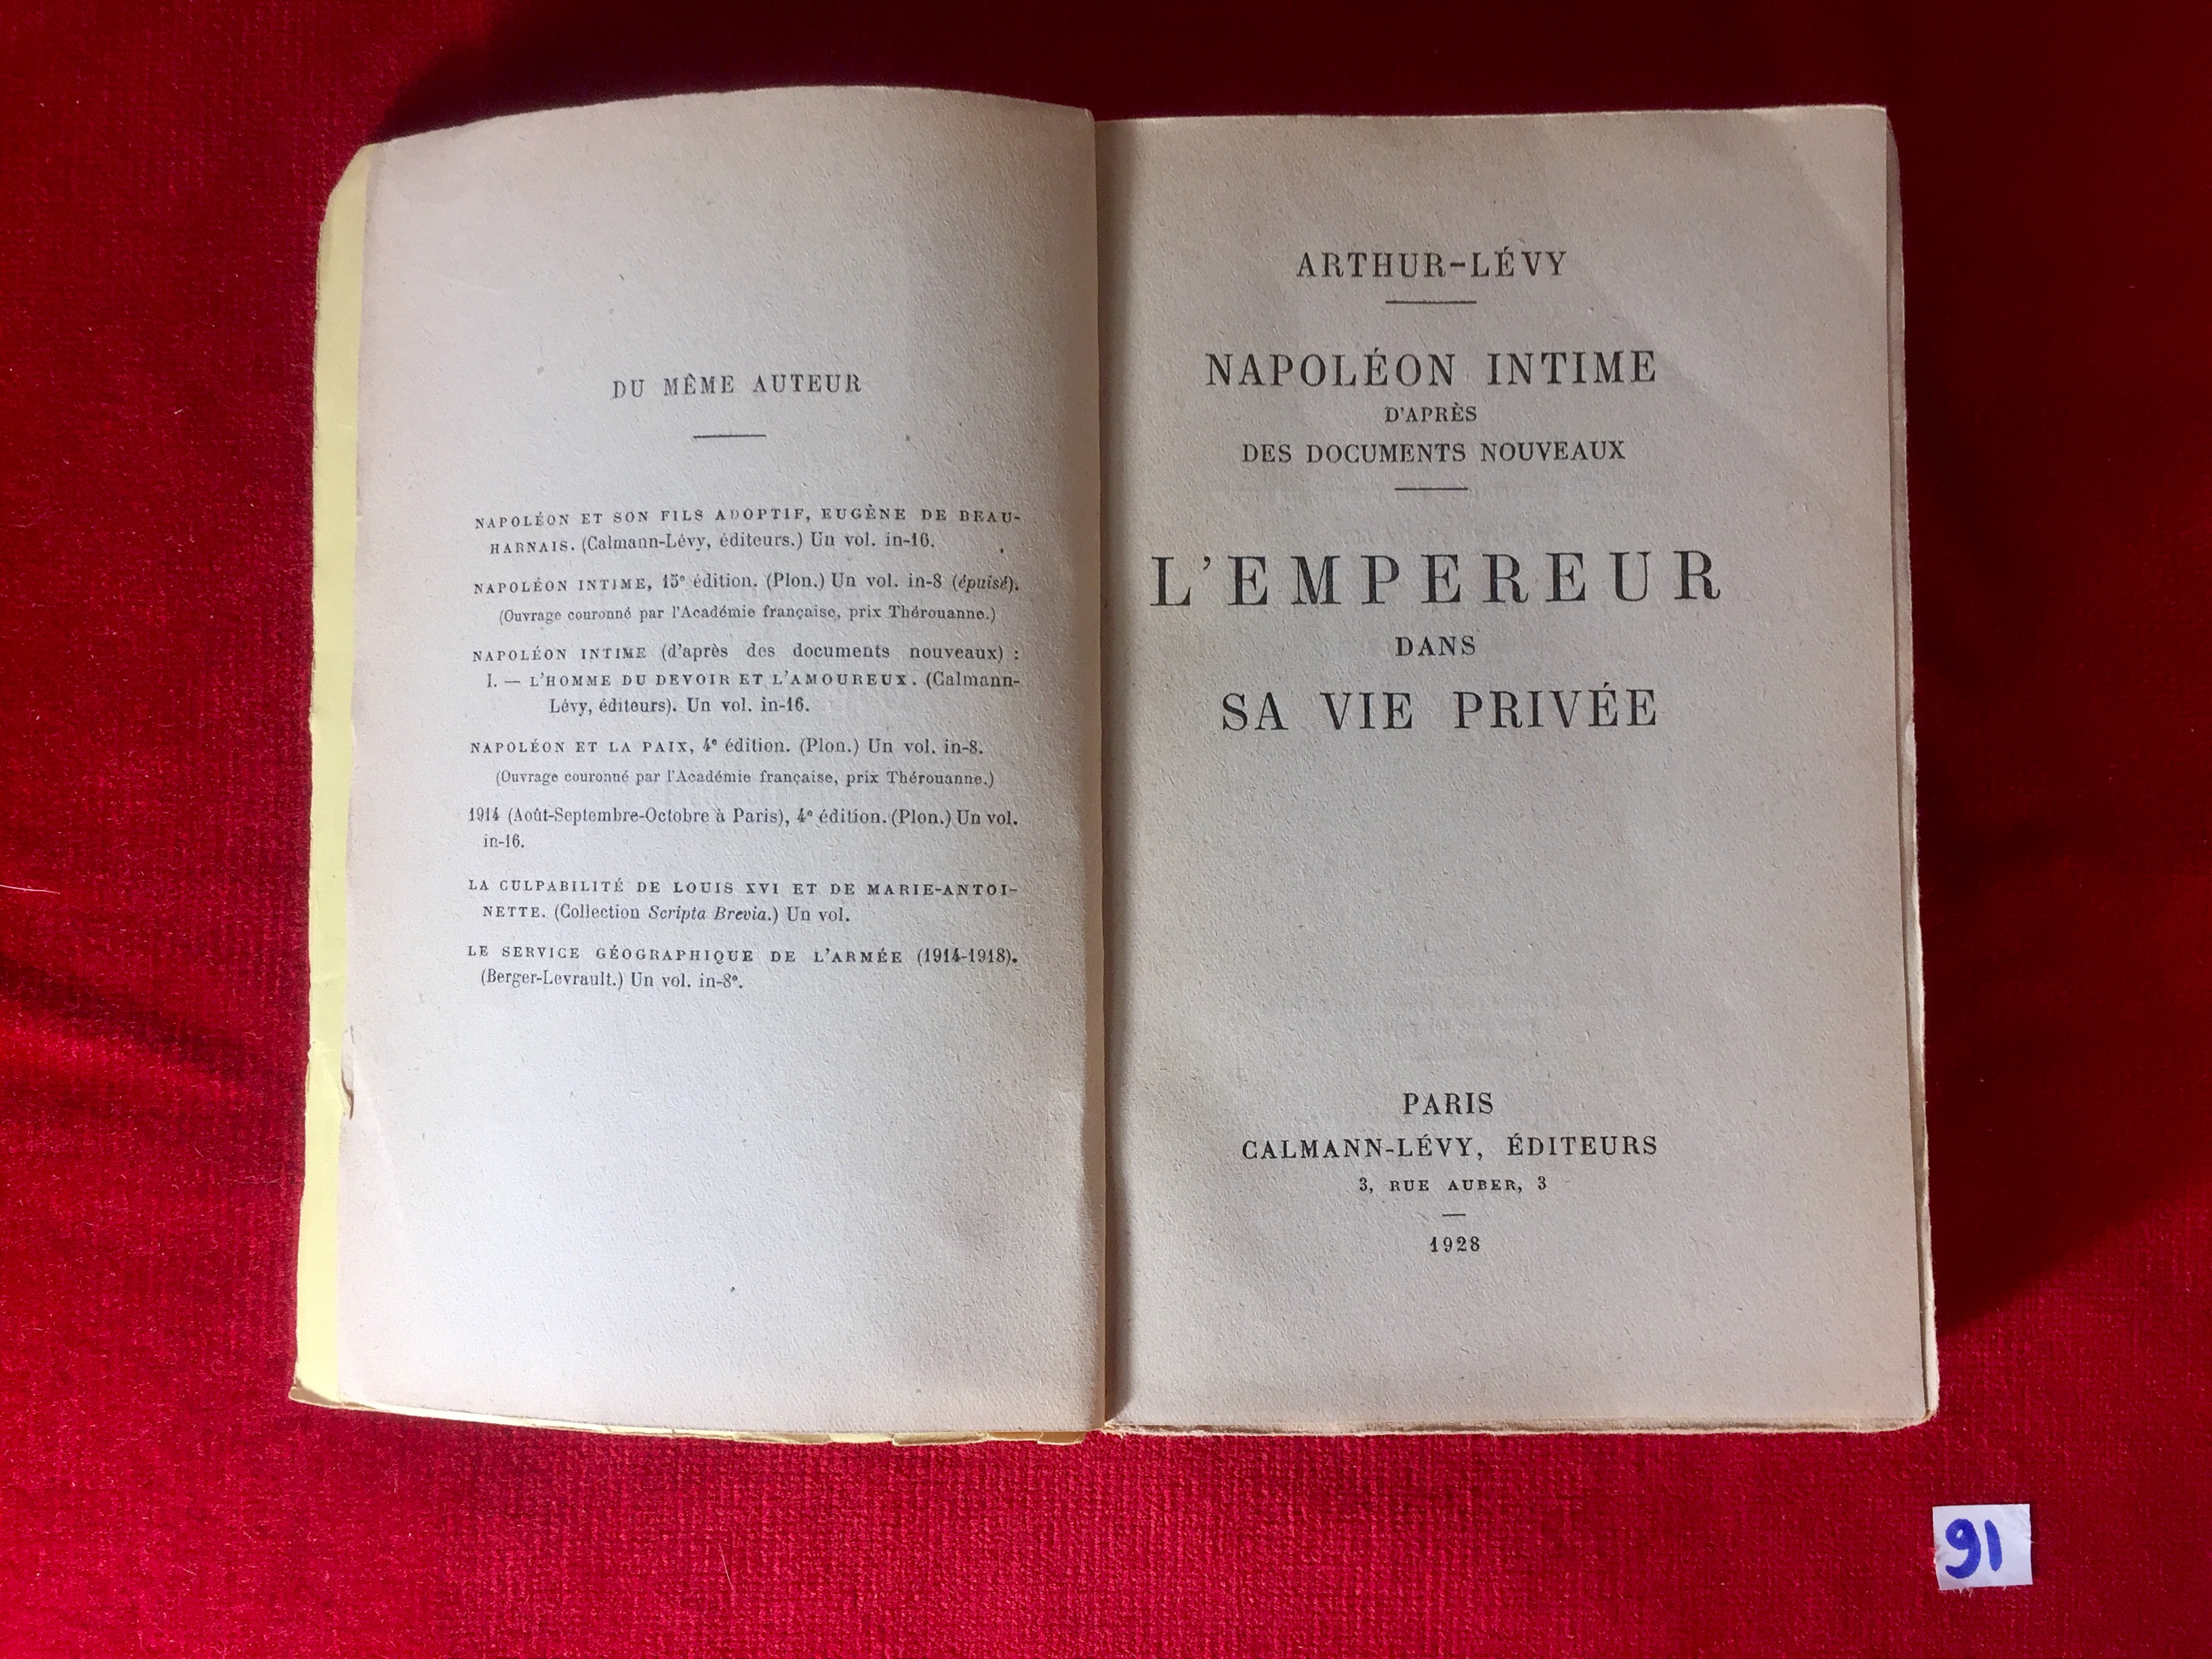 DU MÊME AUTEUR
NAPOLÉON ET SON FILS ADOPTIF, EUGÈNE DE BEAU-
HARNAIS. (Calmann-Lévy, éditeurs.) Un vol. in-16.
NAPOLÉON INTIME, 15e édition. (Plon.) Un vol. in-8 (épuisé).
(Ouvrage couronné par l'Académie française, prix Thérouanne.)
NAPOLÉON INTIME (d'après des documents nouveaux) :
I. — L'HOMME DU DEVOIR ET L'AMOUREUX. (Calmann-
Lévy, éditeurs). Un vol. in-16.
NAPOLÉON ET LA PAIX, 4e édition. (Plon.) Un vol. in-8.
(Ouvrage couronné par l'Académie française, prix Thérouanne.)
1914 (Août-Septembre-Octobre à Paris), 4e édition. (Plon.) Un vol.
in-16.
LA CULPABILITÉ DE LOUIS XVI ET DE MARIE-ANTOI-
NETTE. (Collection Scripta Brevia.) Un vol.
LE SERVICE GÉOGRAPHIQUE DE L'ARMÉE (1914-1918).
(Berger-Levrault.) Un vol. in-8°.
ARTHUR-LÉVY
NAPOLÉON INTIME
D'APRÈS
DES DOCUMENTS NOUVEAUX
L'EMPEREUR
DANS
SA VIE PRIVÉE
PARIS
CALMANN-LÉVY, ÉDITEURS
3, RUE AUBER, 3
1928
91